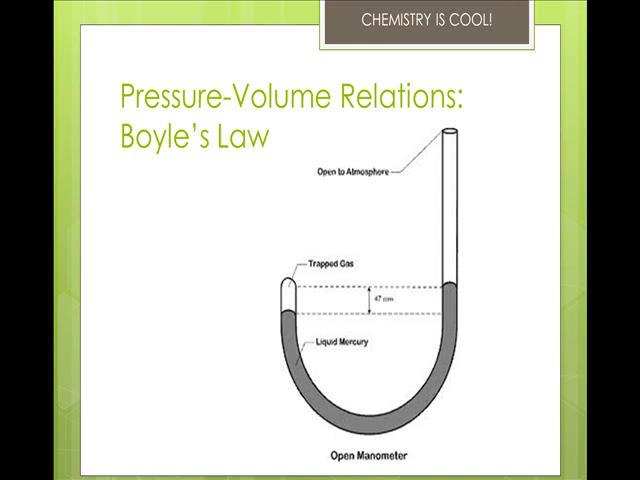 CHEMISTRY IS COOL!
Pressure-Volume Relations:
Boyle's Law
Open to Atmosphere
Trapped Gas
47 mm
Liquid Mercury
Open Manometer